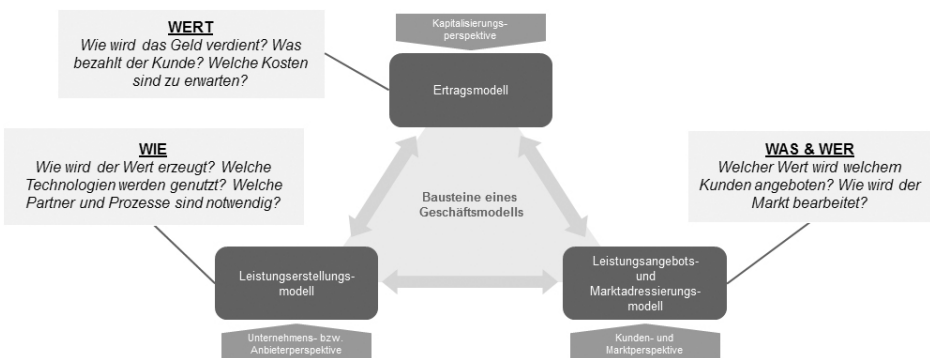 Kapitalisierungs-
perspektive
WERT
Wie wird das Geld verdient? Was
bezahlt der Kunde? Welche Kosten
sind zu erwarten?
Ertragsmodell
WIE
Wie wird der Wert erzeugt? Welche
Technologien werden genutzt? Welche
Partner und Prozesse sind notwendig?
WAS & WER
Welcher Wert wird welchem
Kunden angeboten? Wie wird der
Markt bearbeitet?
Bausteine eines
Geschäftsmodells
Leistungserstellungs-
modell
Leistungsangebots-
und
Marktadressierungs-
modell
Unternehmens- bzw.
Anbieterperspektive
Kunden- und
Marktperspektive